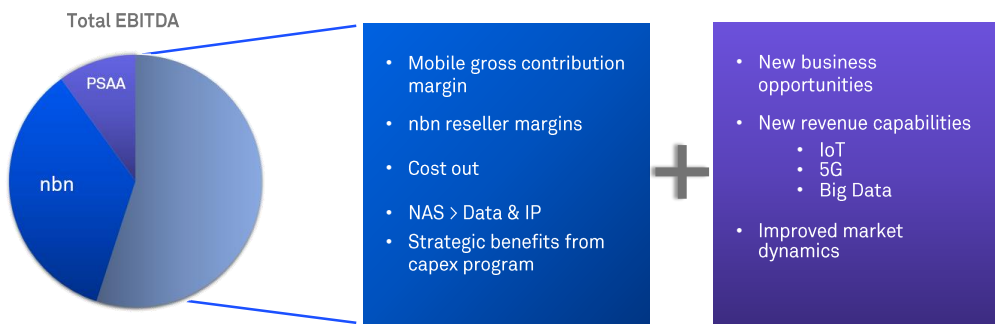 Total EBITDA
PSAA
nbn
• Mobile gross contribution
margin
• nbn reseller margins
• Cost out
• NAS > Data & IP
• Strategic benefits from
capex program
+
• New business
opportunities
• New revenue capabilities
• IoT
• 5G
• Big Data
• Improved market
dynamics